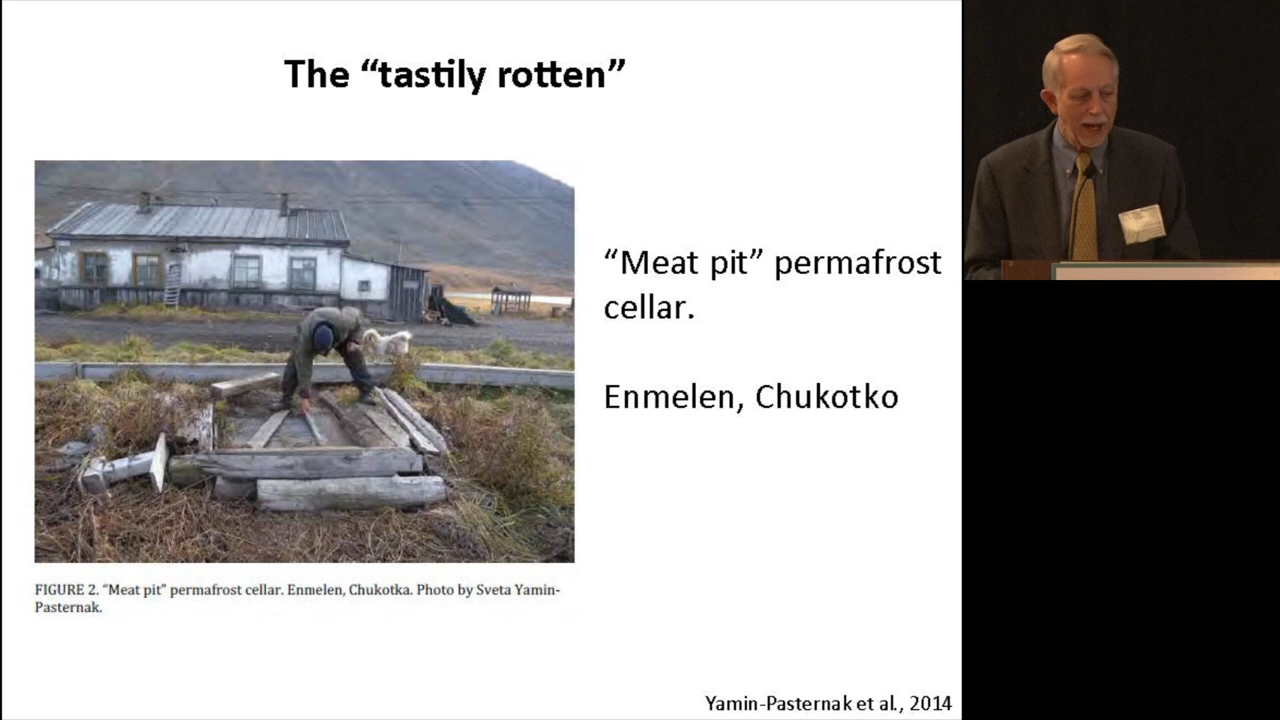 The “tastily rotten”
“Meat pit” permafrost
cellar.
Enmelen, Chukotko
FIGURE 2. “Meat pit” permafrost cellar. Enmelen, Chukotka. Photo by Sveta Yamin-
Pasternak.
Yamin-Pasternak et al., 2014